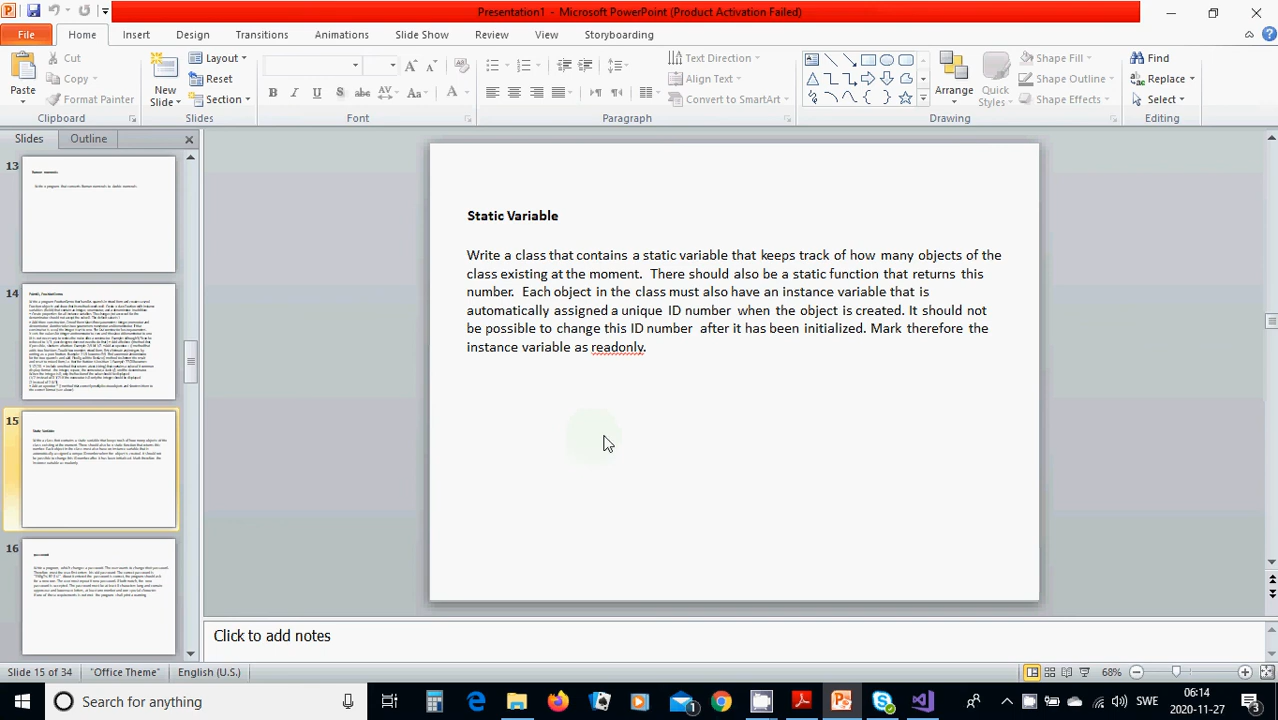 Presentation1 - Microsoft PowerPoint (Product Activation Failed)
File Home Insert Design Transitions Animations Slide Show Review View Storyboarding
Paste
Cut
Copy
Format Painter
Clipboard
New
Slide
Layout
Reset
Section
Slides
B I U S abc AV Aa A
Font
Text Direction
Align Text
Convert to SmartArt
Paragraph
Arrange
Quick
Styles
Shape Fill
Shape Outline
Shape Effects
Drawing
Find
Replace
Select
Editing
Slides Outline
13
14
15
16
Static Variable
Write a class that contains a static variable that keeps track of how many objects of the
class existing at the moment. There should also be a static function that returns this
number. Each object in the class must also have an instance variable that is
automatically assigned a unique ID number when the object is created. It should not
be possible to change this ID number after it has been initialized. Mark therefore the
instance variable as readonly.
Click to add notes
Slide 15 of 34 "Office Theme" English (U.S.) 68%
Search for anything
1
SWE
06:14
2020-11-27
1